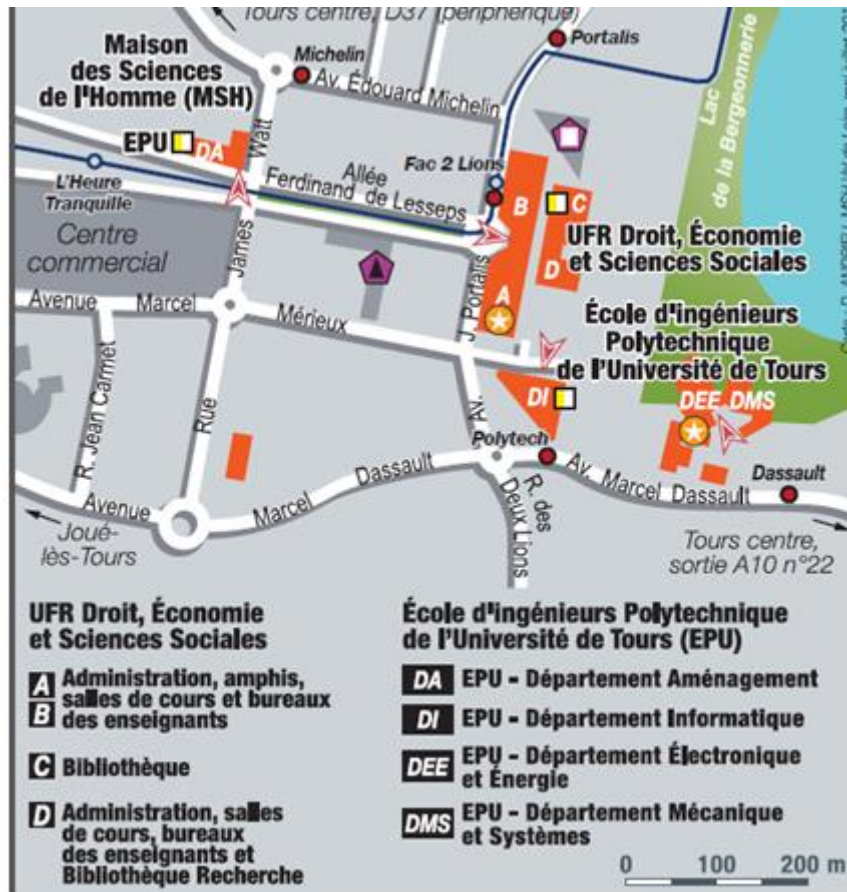 Tours centre, D37 (périphérique)
Maison
des Sciences
de l'Homme (MSH)
Michelin
Portalis
Av. Édouard Michelin
Lac
de la Bergeonnerie
EPU
DA
Watt
L'Heure
Tranquille
Allée
Ferdinand de Lesseps
Fac 2 Lions
B
C
D
A
UFR Droit, Économie
et Sciences Sociales
Centre
commercial
James
J. Portalis
Avenue Marcel Mérieux
École d'ingénieurs
Polytechnique
de l'Université de Tours
DI
DEE DMS
R. Jean Carmet
Rue
Av.
Polytech
Avenue Marcel Dassault
Av. Marcel Dassault
Dassault
R. des
Deux Lions
Joué-
lès-Tours
Tours centre,
sortie A10 n°22
UFR Droit, Économie
et Sciences Sociales
A Administration, amphis,
salles de cours et bureaux
B des enseignants
C Bibliothèque
D Administration, salles
de cours, bureaux
des enseignants et
Bibliothèque Recherche
École d'ingénieurs Polytechnique
de l'Université de Tours (EPU)
DA EPU - Département Aménagement
DI EPU - Département Informatique
DEE EPU - Département Électronique
et Énergie
DMS EPU - Département Mécanique
et Systèmes
0 100 200 m